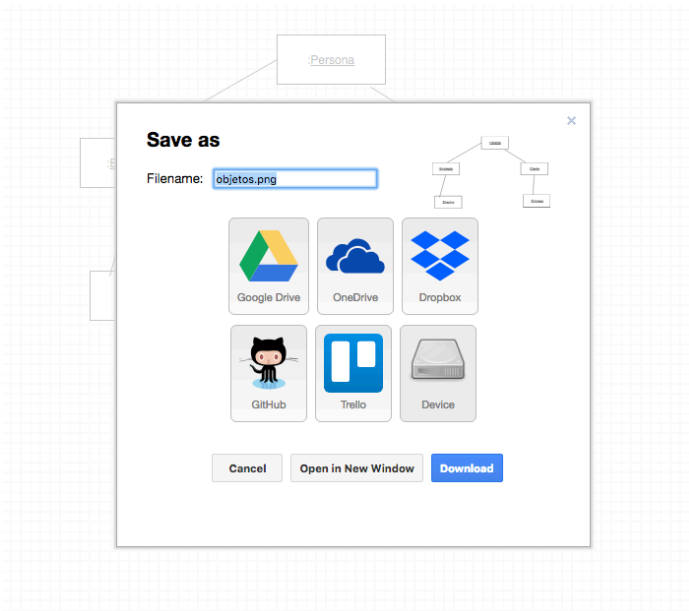 :Persona
Save as
Filename: objetos.png
Google Drive
OneDrive
Dropbox
GitHub
Trello
Device
Cancel
Open in New Window
Download